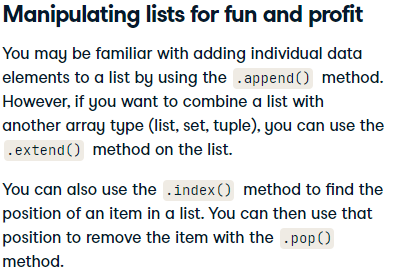 Manipulating lists for fun and profit
You may be familiar with adding individual data
elements to a list by using the .append() method.
However, if you want to combine a list with
another array type (list, set, tuple), you can use the
.extend() method on the list.
You can also use the .index() method to find the
position of an item in a list. You can then use that
position to remove the item with the .pop()
method.